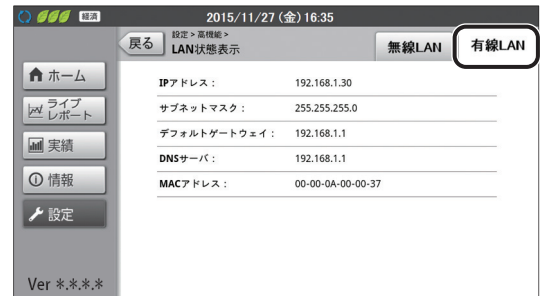 経済 2015/11/27 (金) 16:35
戻る
設定 > 高機能 >
LAN状態表示
無線LAN
有線LAN
ホーム
ライブ
レポート
実績
情報
設定
Ver *.*.*.*
IPアドレス： 192.168.1.30
サブネットマスク： 255.255.255.0
デフォルトゲートウェイ： 192.168.1.1
DNSサーバ： 192.168.1.1
MACアドレス： 00-00-0A-00-00-37